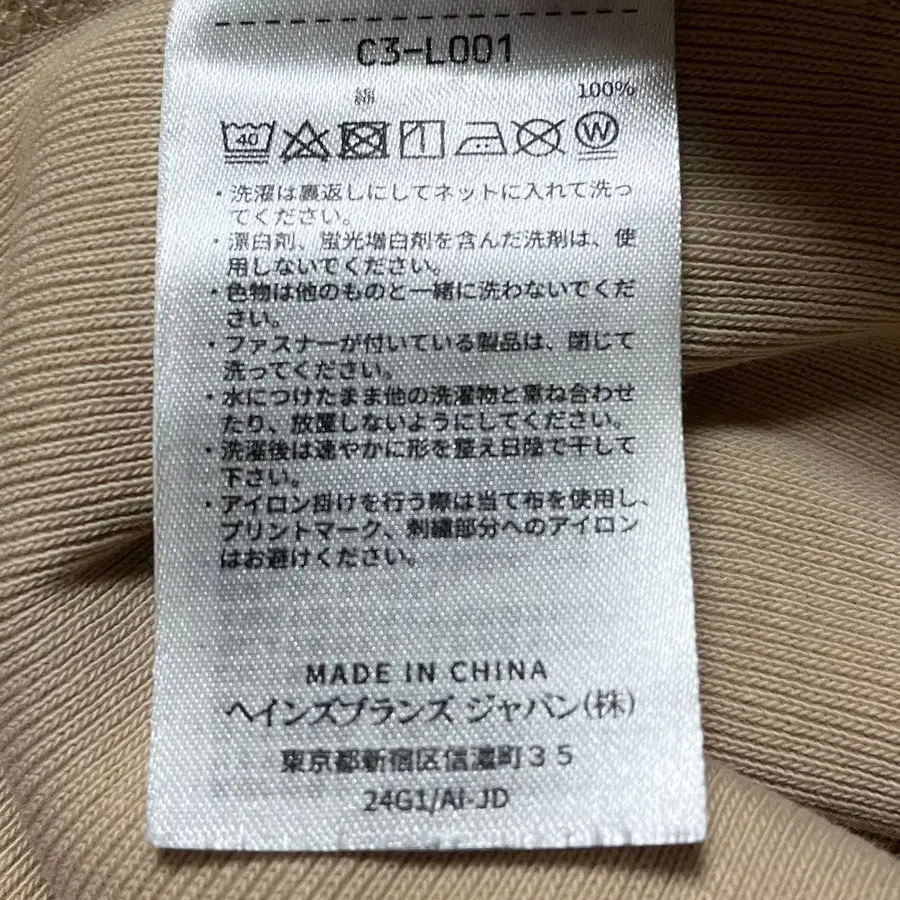 C3-L001
綿 100%
40 W
・洗濯は裏返しにしてネットに入れて洗っ
てください。
・漂白剤、蛍光増白剤を含んだ洗剤は、使
用しないでください。
・色物は他のものと一緒に洗わないでくだ
さい。
・ファスナーが付いている製品は、閉じて
洗ってください。
・水につけたまま他の洗濯物と重ね合わせ
たり、放置しないようにしてください。
・洗濯後は速やかに形を整え日陰で干して
下さい。
・アイロン掛けを行う際は当て布を使用し、
プリントマーク、刺繍部分へのアイロン
はお避けください。
MADE IN CHINA
ヘインズブランズ ジャパン(株)
東京都新宿区信濃町35
24G1/AI-JD